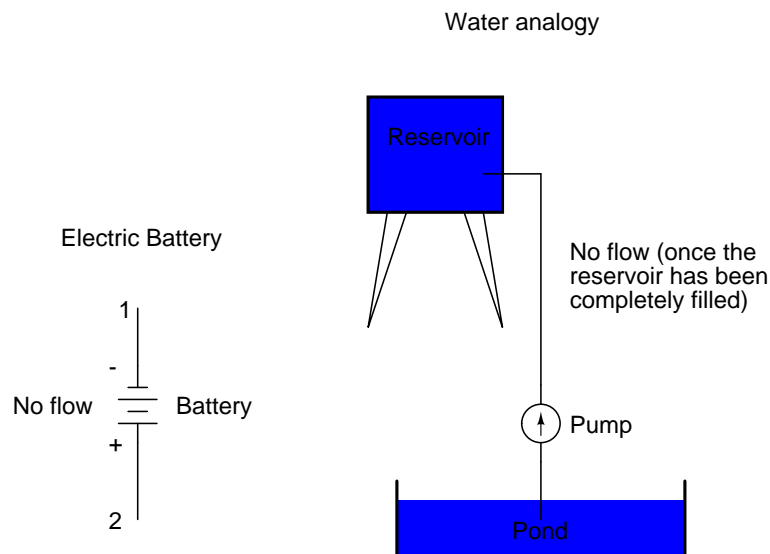 Water analogy
Reservoir
Electric Battery
No flow (once the
reservoir has been
completely filled)
1
-
No flow
Battery
+
2
Pump
Pond